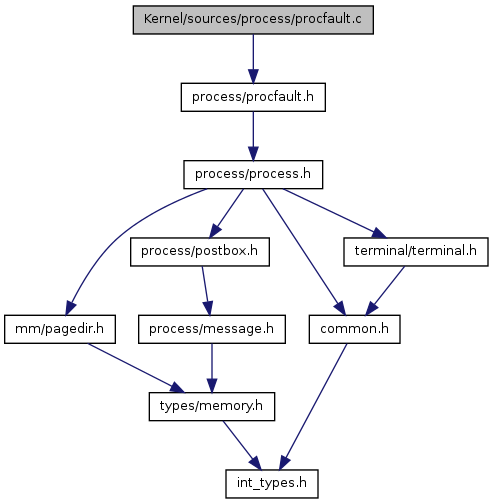 Kernel/sources/process/procfault.c
process/procfault.h
process/process.h
process/postbox.h
terminal/terminal.h
mm/pagedir.h
process/message.h
common.h
types/memory.h
int_types.h